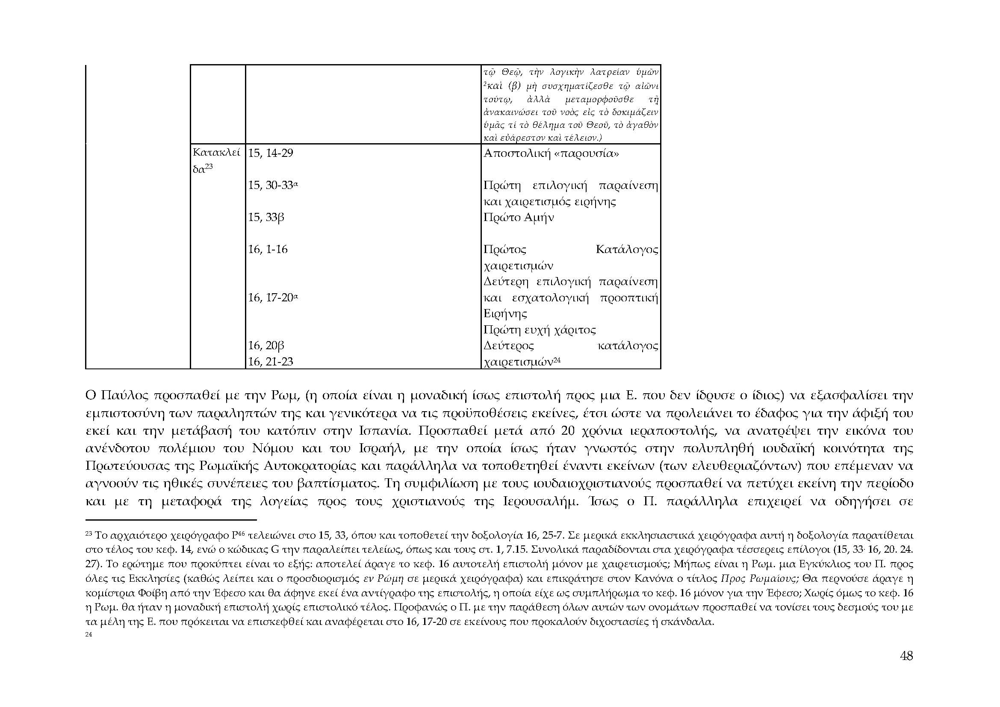 τῷ Θεῷ, τὴν λογικὴν λατρείαν ὑμῶν
²καὶ (β) μὴ συσχηματίζεσθε τῷ αἰῶνι
τούτῳ, ἀλλὰ μεταμορφοῦσθε τῇ
ἀνακαινώσει τοῦ νοὸς εἰς τὸ δοκιμάζειν
ὑμᾶς τί τὸ θέλημα τοῦ Θεοῦ, τὸ ἀγαθὸν
καὶ εὐάρεστον καὶ τέλειον.)
Κατακλεί 15, 14-29 Αποστολική «παρουσία»
δα²³
15, 30-33ᵅ Πρώτη επιλογική παραίνεση
και χαιρετισμός ειρήνης
15, 33β Πρώτο Αμήν
16, 1-16 Πρώτος Κατάλογος
χαιρετισμών
Δεύτερη επιλογική παραίνεση
16, 17-20ᵅ και εσχατολογική προοπτική
Ειρήνης
Πρώτη ευχή χάριτος
16, 20β Δεύτερος κατάλογος
16, 21-23 χαιρετισμών²⁴
Ο Παύλος προσπαθεί με την Ρωμ, (η οποία είναι η μοναδική ίσως επιστολή προς μια Ε. που δεν ίδρυσε ο ίδιος) να εξασφαλίσει την
εμπιστοσύνη των παραληπτών της και γενικότερα να τις προϋποθέσεις εκείνες, έτσι ώστε να προλειάνει το έδαφος για την άφιξή του
εκεί και την μετάβασή του κατόπιν στην Ισπανία. Προσπαθεί μετά από 20 χρόνια ιεραποστολής, να ανατρέψει την εικόνα του
ανένδοτου πολέμιου του Νόμου και του Ισραήλ, με την οποία ίσως ήταν γνωστός στην πολυπληθή ιουδαϊκή κοινότητα της
Πρωτεύουσας της Ρωμαϊκής Αυτοκρατορίας και παράλληλα να τοποθετηθεί έναντι εκείνων (των ελευθεριαζόντων) που επέμεναν να
αγνοούν τις ηθικές συνέπειες του βαπτίσματος. Τη συμφιλίωση με τους ιουδαιοχριστιανούς προσπαθεί να πετύχει εκείνη την περίοδο
και με τη μεταφορά της λογείας προς τους χριστιανούς της Ιερουσαλήμ. Ίσως ο Π. παράλληλα επιχειρεί να οδηγήσει σε
²³ Το αρχαιότερο χειρόγραφο P⁴⁶ τελειώνει στο 15, 33, όπου και τοποθετεί την δοξολογία 16, 25-7. Σε μερικά εκκλησιαστικά χειρόγραφα αυτή η δοξολογία παρατίθεται
στο τέλος του κεφ. 14, ενώ ο κώδικας G την παραλείπει τελείως, όπως και τους στ. 1, 7.15. Συνολικά παραδίδονται στα χειρόγραφα τέσσερεις επίλογοι (15, 33· 16, 20. 24.
27). Το ερώτημε που προκύπτει είναι το εξής: αποτελεί άραγε το κεφ. 16 αυτοτελή επιστολή μόνον με χαιρετισμούς; Μήπως είναι η Ρωμ. μια Εγκύκλιος του Π. προς
όλες τις Εκκλησίες (καθώς λείπει και ο προσδιορισμός εν Ρώμη σε μερικά χειρόγραφα) και επικράτησε στον Κανόνα ο τίτλος Προς Ρωμαίους; Θα περνούσε άραγε η
κομίστρια Φοίβη από την Έφεσο και θα άφηνε εκεί ένα αντίγραφο της επιστολής, η οποία είχε ως συμπλήρωμα το κεφ. 16 μόνον για την Έφεσο; Χωρίς όμως το κεφ. 16
η Ρωμ. θα ήταν η μοναδική επιστολή χωρίς επιστολικό τέλος. Προφανώς ο Π. με την παράθεση όλων αυτών των ονομάτων προσπαθεί να τονίσει τους δεσμούς του με
τα μέλη της Ε. που πρόκειται να επισκεφθεί και αναφέρεται στο 16, 17-20 σε εκείνους που προκαλούν διχοστασίες ή σκάνδαλα.
²⁴
48